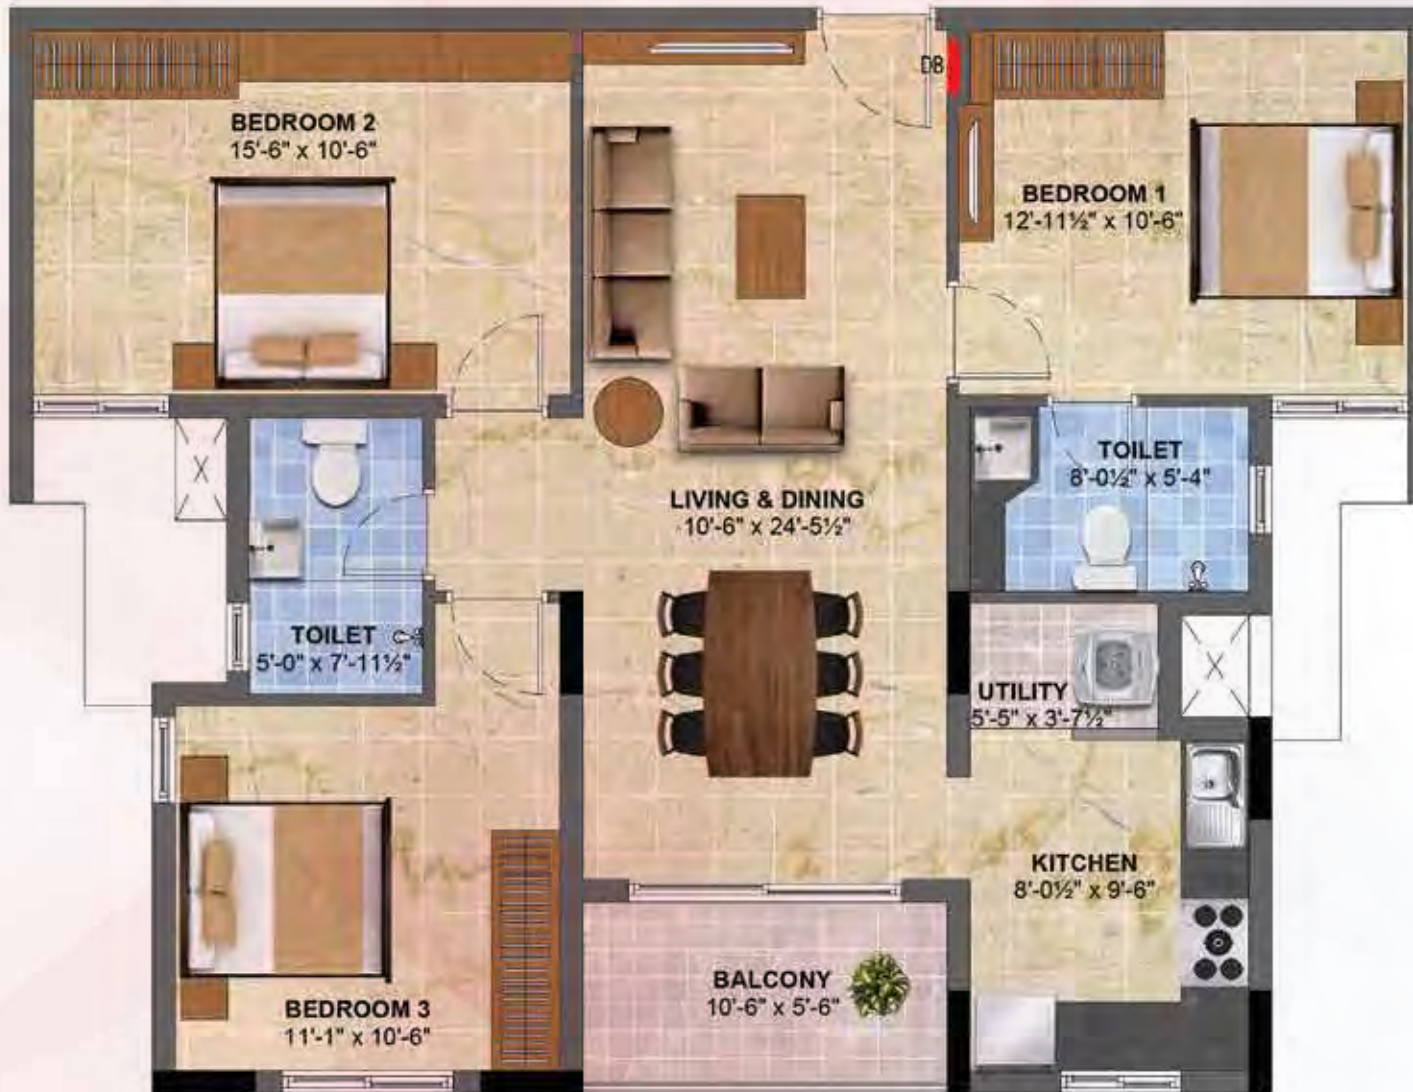 DB
BEDROOM 2
15'-6" x 10'-6"
BEDROOM 1
12'-11½" x 10'-6"
TOILET
8'-0½" x 5'-4"
LIVING & DINING
10'-6" x 24'-5½"
TOILET
5'-0" x 7'-11½"
UTILITY
5'-5" x 3'-7½"
KITCHEN
8'-0½" x 9'-6"
BALCONY
10'-6" x 5'-6"
BEDROOM 3
11'-1" x 10'-6"